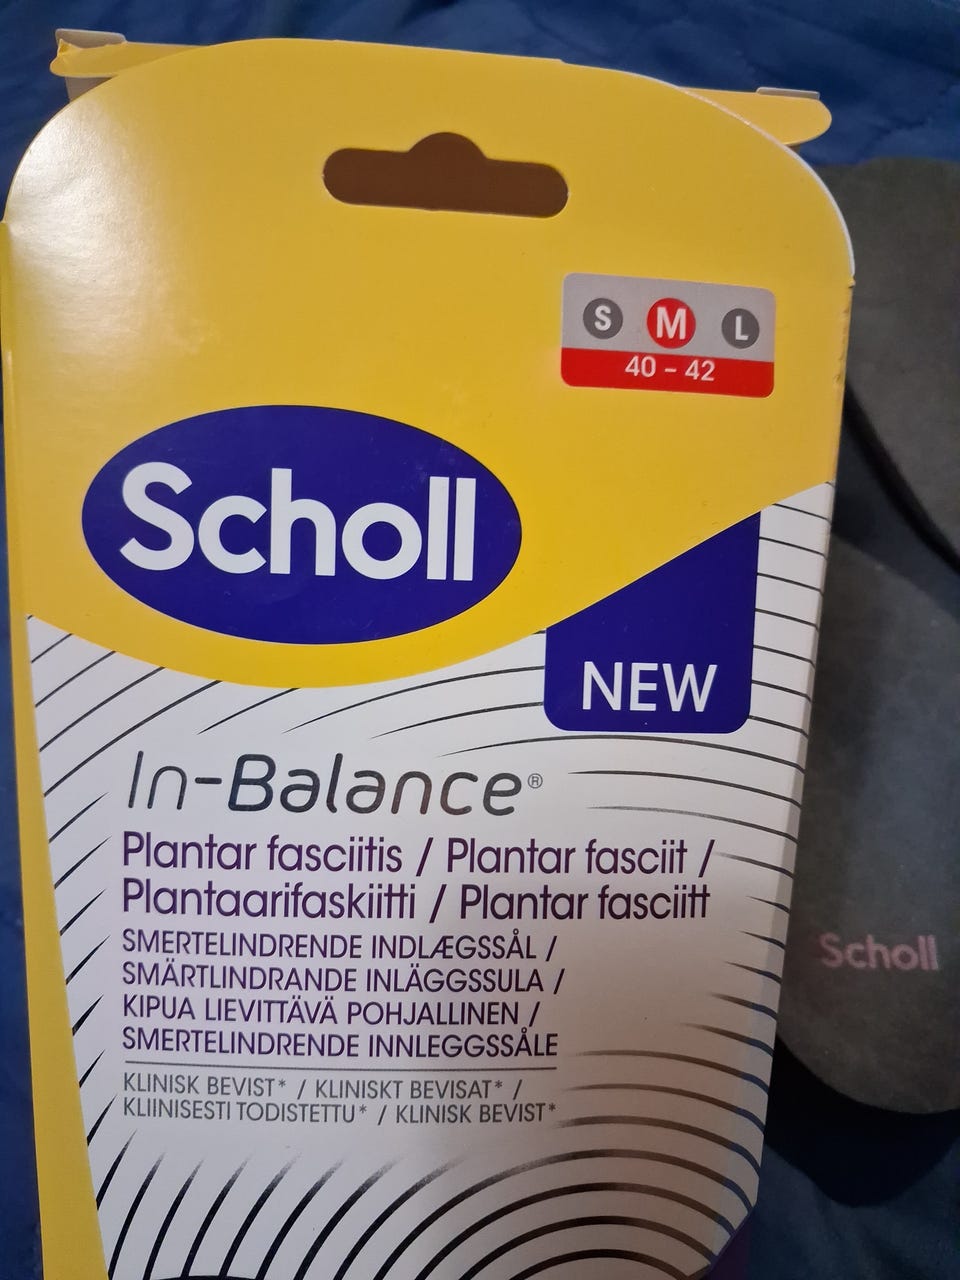 S M L
40 - 42
Scholl
NEW
In-Balance®
Plantar fasciitis / Plantar fasciit /
Plantaarifaskiitti / Plantar fasciitt
SMERTELINDRENDE INDLÆGSSÅL /
SMÄRTLINDRANDE INLÄGGSSULA /
KIPUA LIEVITTÄVÄ POHJALLINEN /
SMERTELINDRENDE INNLEGGSSÅLE
KLINISK BEVIST* / KLINISKT BEVISAT* /
KLIINISESTI TODISTETTU* / KLINISK BEVIST*
Scholl